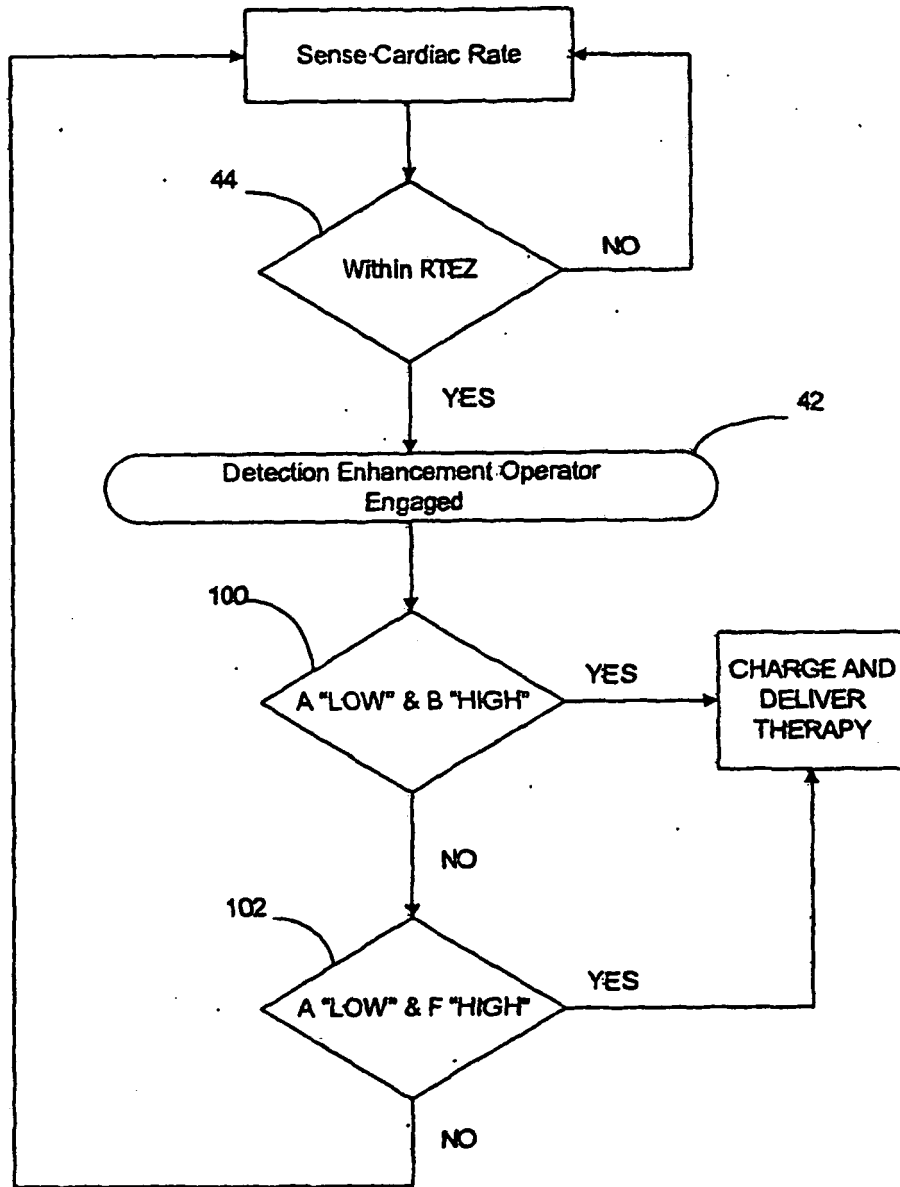 Sense Cardiac Rate
44
Within RTEZ
NO
YES
42
Detection Enhancement Operator
Engaged
100
A "LOW" & B "HIGH"
YES
CHARGE AND
DELIVER
THERAPY
NO
102
A "LOW" & F "HIGH"
YES
NO